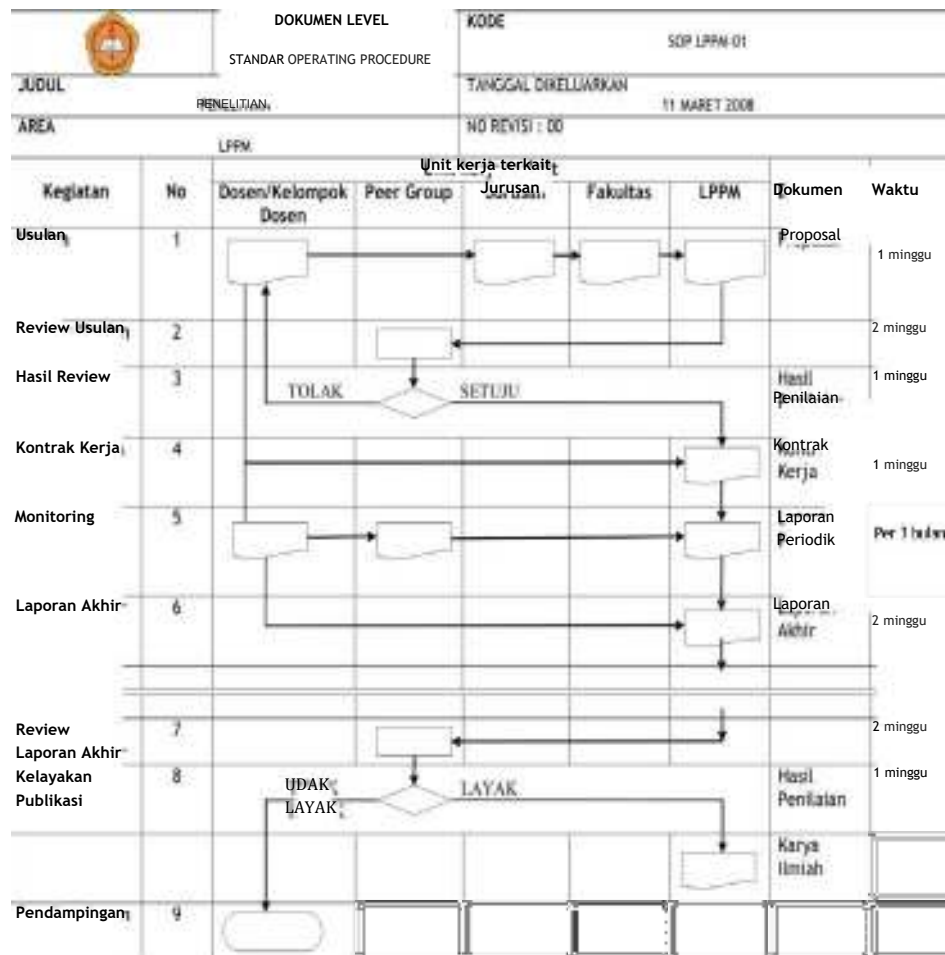 DOKUMEN LEVEL
STANDAR OPERATING PROCEDURE
KODE
SOP LPPM-01
JUDUL
PENELITIAN
TANGGAL DIKELUARKAN
11 MARET 2008
AREA
LPPM
NO REVISI : 00
Unit kerja terkait
Kegiatan No Dosen/Kelompok Peer Group Jurusan Fakultas LPPM Dokumen Waktu
Dosen
Usulan 1 Proposal
1 minggu
Review Usulan 2 2 minggu
Hasil Review 3 Hasil 1 minggu
TOLAK SETUJU Penilaian
Kontrak Kerja 4 Kontrak
Kerja 1 minggu
Monitoring 5 Laporan
Periodik Per 3 bulan
Laporan Akhir 6 Laporan
Akhir 2 minggu
Review 7 2 minggu
Laporan Akhir
Kelayakan 8 Hasil 1 minggu
Publikasi UDAK LAYAK Penilaian
LAYAK
Karya
Ilmiah
Pendampingan 9